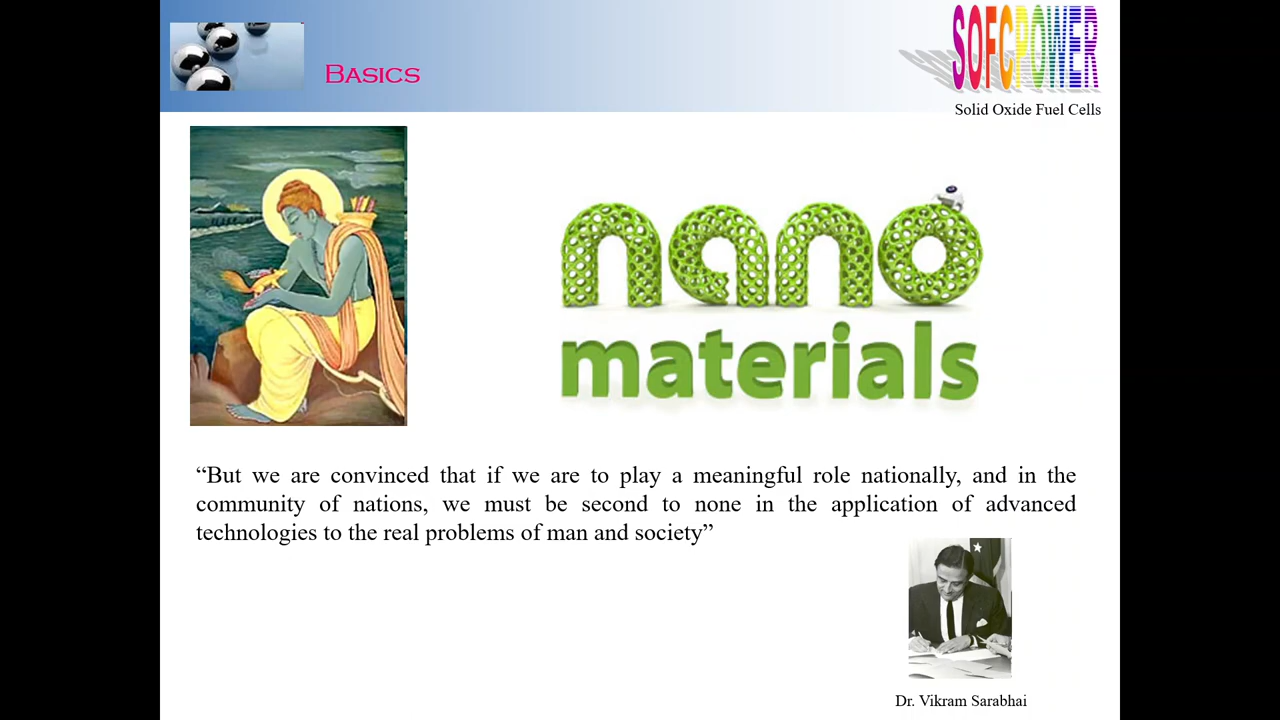 BASICS
SOFCPOWER
Solid Oxide Fuel Cells
nano
materials
“But we are convinced that if we are to play a meaningful role nationally, and in the
community of nations, we must be second to none in the application of advanced
technologies to the real problems of man and society”
Dr. Vikram Sarabhai